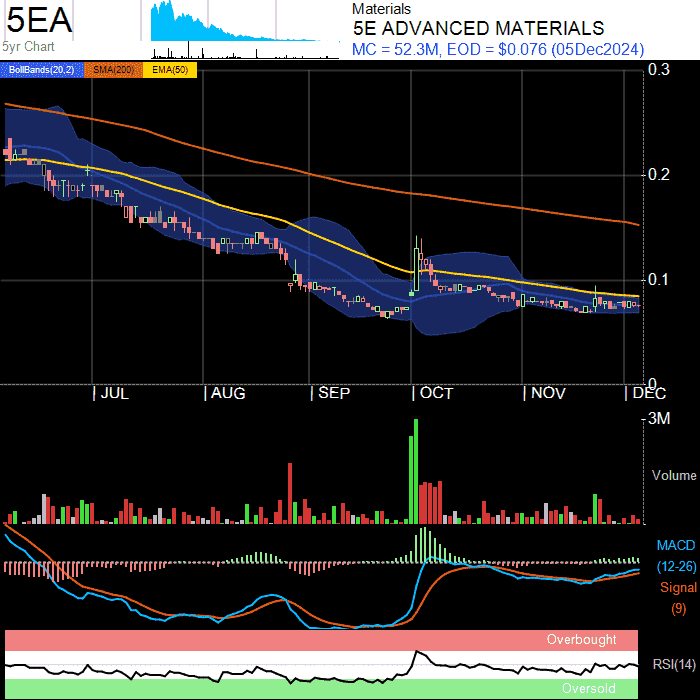 5EA
5yr Chart
Materials
5E ADVANCED MATERIALS
MC = 52.3M, EOD = $0.076 (05Dec2024)
BollBands(20,2) SMA(200) EMA(50)
0.3
0.2
0.1
0
JUL AUG SEP OCT NOV DEC
3M
Volume
MACD
(12-26)
Signal
(9)
Overbought
RSI(14)
Oversold